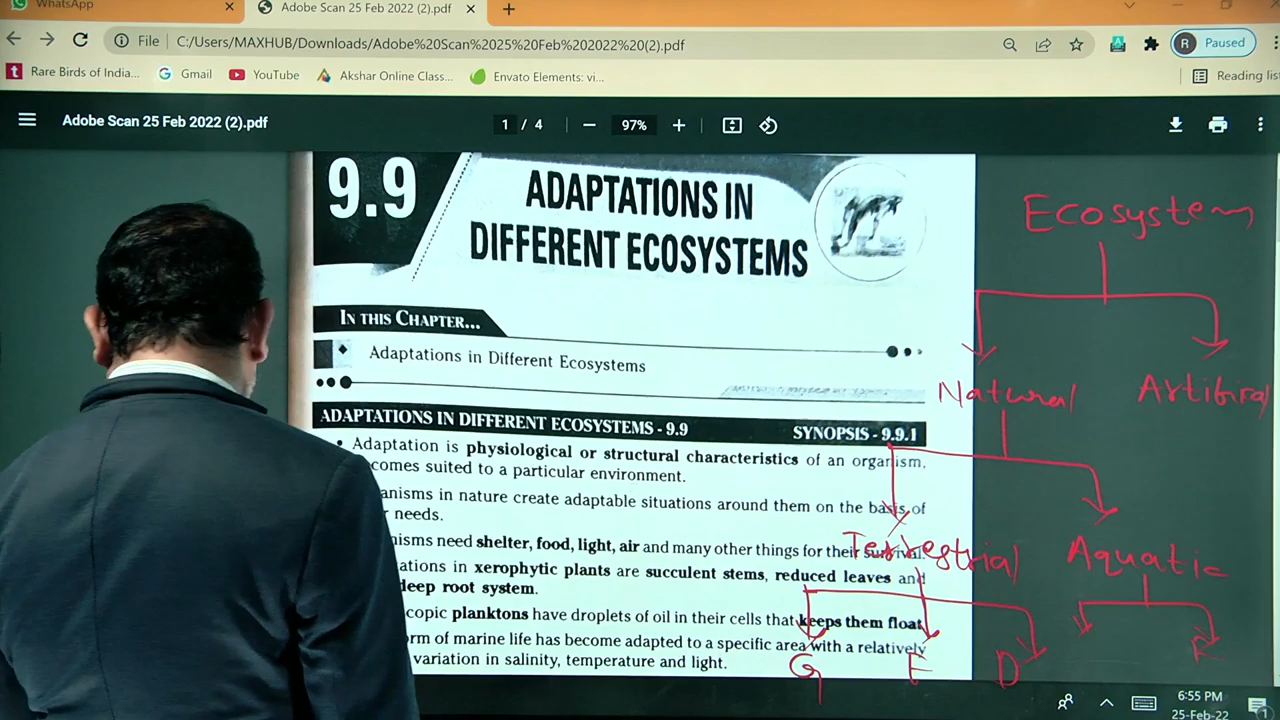 WhatsApp
Adobe Scan 25 Feb 2022 (2).pdf
File C:/Users/MAXHUB/Downloads/Adobe%20Scan%2025%20Feb%202022%20(2).pdf
R Paused
Rare Birds of India... Gmail YouTube Akshar Online Class... Envato Elements: vi... Reading list
Adobe Scan 25 Feb 2022 (2).pdf 1 / 4 97%
9.9
ADAPTATIONS IN
DIFFERENT ECOSYSTEMS
IN THIS CHAPTER...
Adaptations in Different Ecosystems
ADAPTATIONS IN DIFFERENT ECOSYSTEMS - 9.9 SYNOPSIS - 9.9.1
Adaptation is physiological or structural characteristics of an organism,
comes suited to a particular environment.
anisms in nature create adaptable situations around them on the basis of
needs.
isms need shelter, food, light, air and many other things for their survival.
ations in xerophytic plants are succulent stems, reduced leaves and
deep root system.
copic planktons have droplets of oil in their cells that keeps them float.
rm of marine life has become adapted to a specific area with a relatively
variation in salinity, temperature and light.
Ecosystem
Natural Artificial
Terrestrial Aquatic
G F D
6:55 PM
25-Feb-22
1